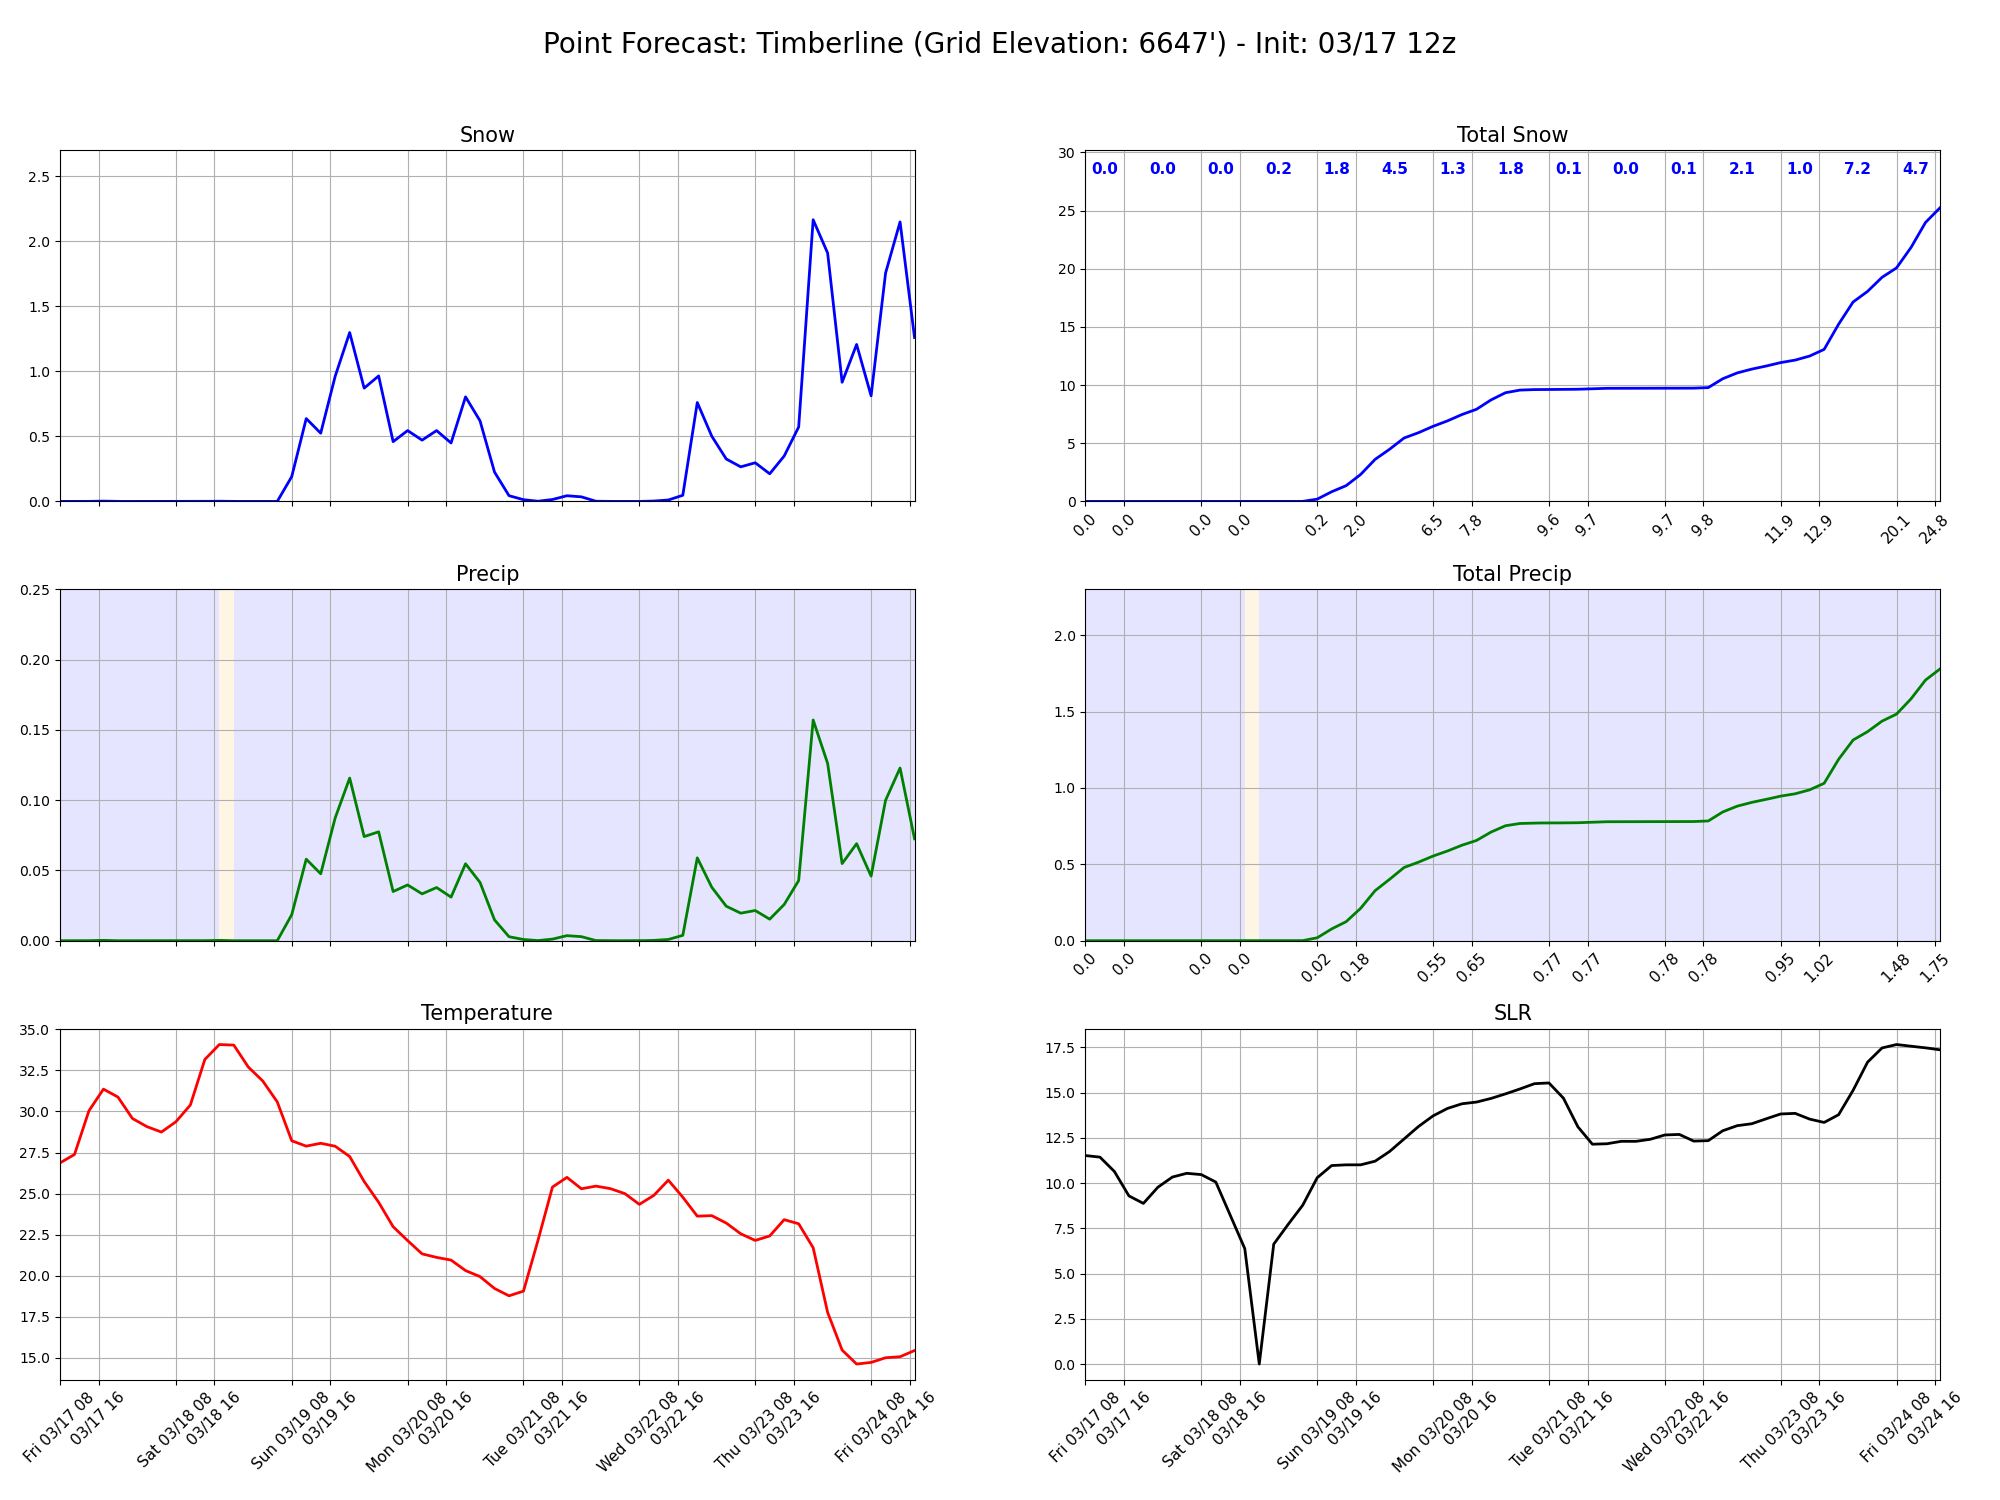 Point Forecast: Timberline (Grid Elevation: 6647') - Init: 03/17 12z
Snow
2.5
2.0
1.5
1.0
0.5
0.0
Total Snow
30
25
20
15
10
5
0
0.0 0.0 0.0 0.2 1.8 4.5 1.3 1.8 0.1 0.0 0.1 2.1 1.0 7.2 4.7
0.0 0.0 0.0 0.0 0.2 2.0 6.5 7.8 9.6 9.7 9.7 9.8 11.9 12.9 20.1 24.8
Precip
0.25
0.20
0.15
0.10
0.05
0.00
Total Precip
2.0
1.5
1.0
0.5
0.0
0.0 0.0 0.0 0.0 0.02 0.18 0.55 0.65 0.77 0.77 0.78 0.78 0.95 1.02 1.48 1.75
Temperature
35.0
32.5
30.0
27.5
25.0
22.5
20.0
17.5
15.0
Fri 03/17 08
03/17 16
Sat 03/18 08
03/18 16
Sun 03/19 08
03/19 16
Mon 03/20 08
03/20 16
Tue 03/21 08
03/21 16
Wed 03/22 08
03/22 16
Thu 03/23 08
03/23 16
Fri 03/24 08
03/24 16
SLR
17.5
15.0
12.5
10.0
7.5
5.0
2.5
0.0
Fri 03/17 08
03/17 16
Sat 03/18 08
03/18 16
Sun 03/19 08
03/19 16
Mon 03/20 08
03/20 16
Tue 03/21 08
03/21 16
Wed 03/22 08
03/22 16
Thu 03/23 08
03/23 16
Fri 03/24 08
03/24 16